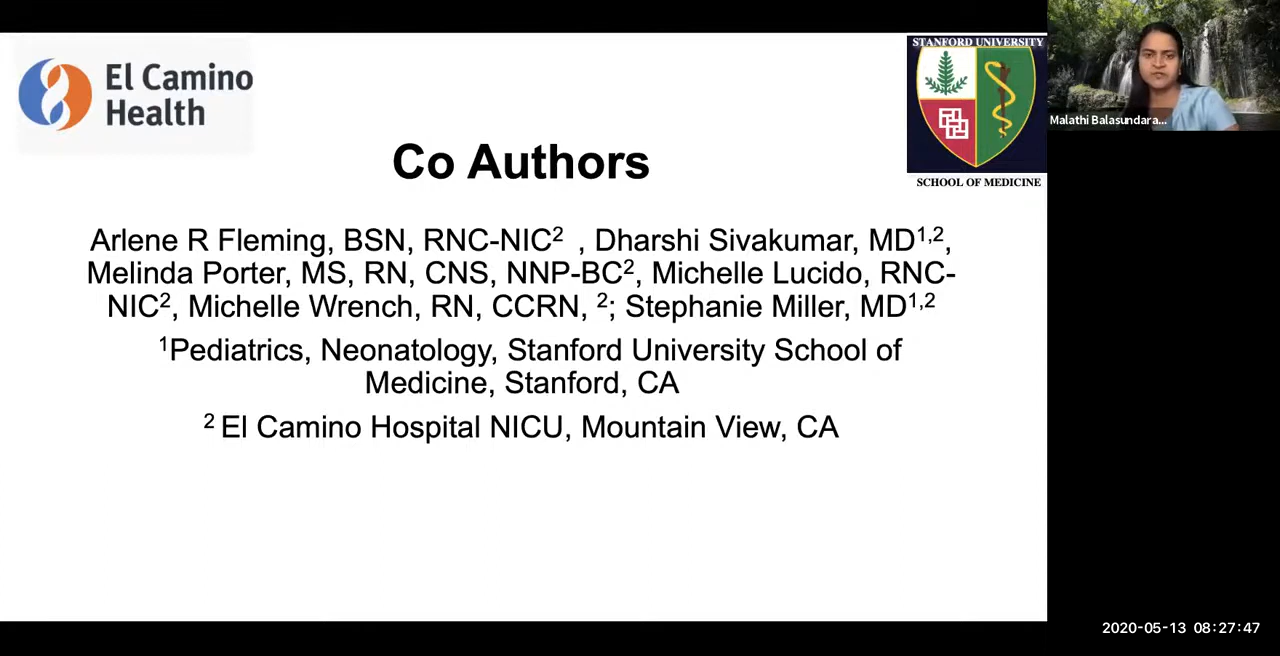 El Camino
Health
STANFORD UNIVERSITY
SCHOOL OF MEDICINE
Malathi Balasundara...
Co Authors
Arlene R Fleming, BSN, RNC-NIC² , Dharshi Sivakumar, MD¹,²,
Melinda Porter, MS, RN, CNS, NNP-BC², Michelle Lucido, RNC-
NIC², Michelle Wrench, RN, CCRN, ²; Stephanie Miller, MD¹,²
¹Pediatrics, Neonatology, Stanford University School of
Medicine, Stanford, CA
² El Camino Hospital NICU, Mountain View, CA
2020-05-13 08:27:47